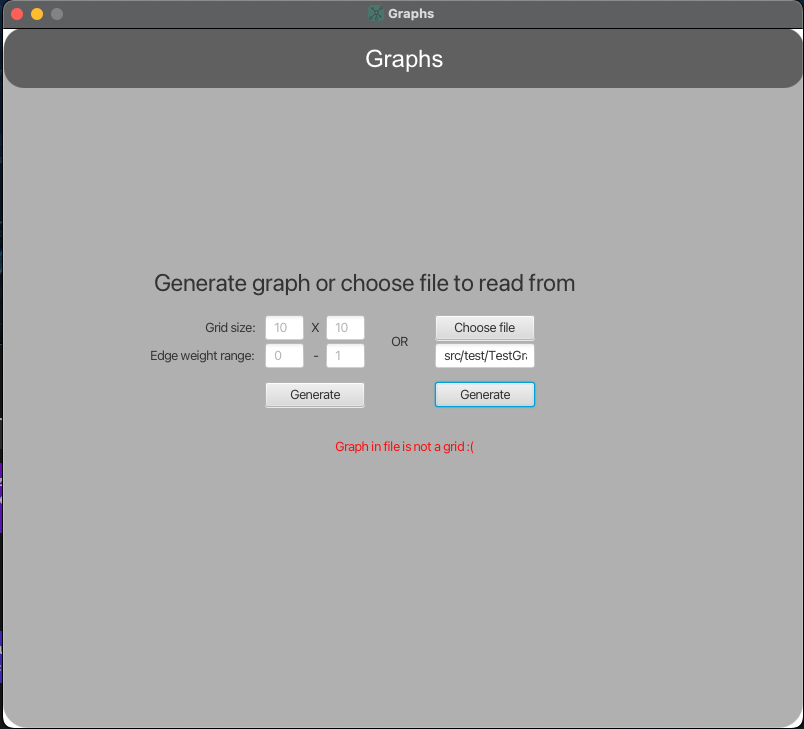 Graphs
Graphs
Generate graph or choose file to read from
Grid size: 10 X 10
Edge weight range: 0 - 1
OR
Choose file
src/test/TestGra
Generate
Generate
Graph in file is not a grid :(